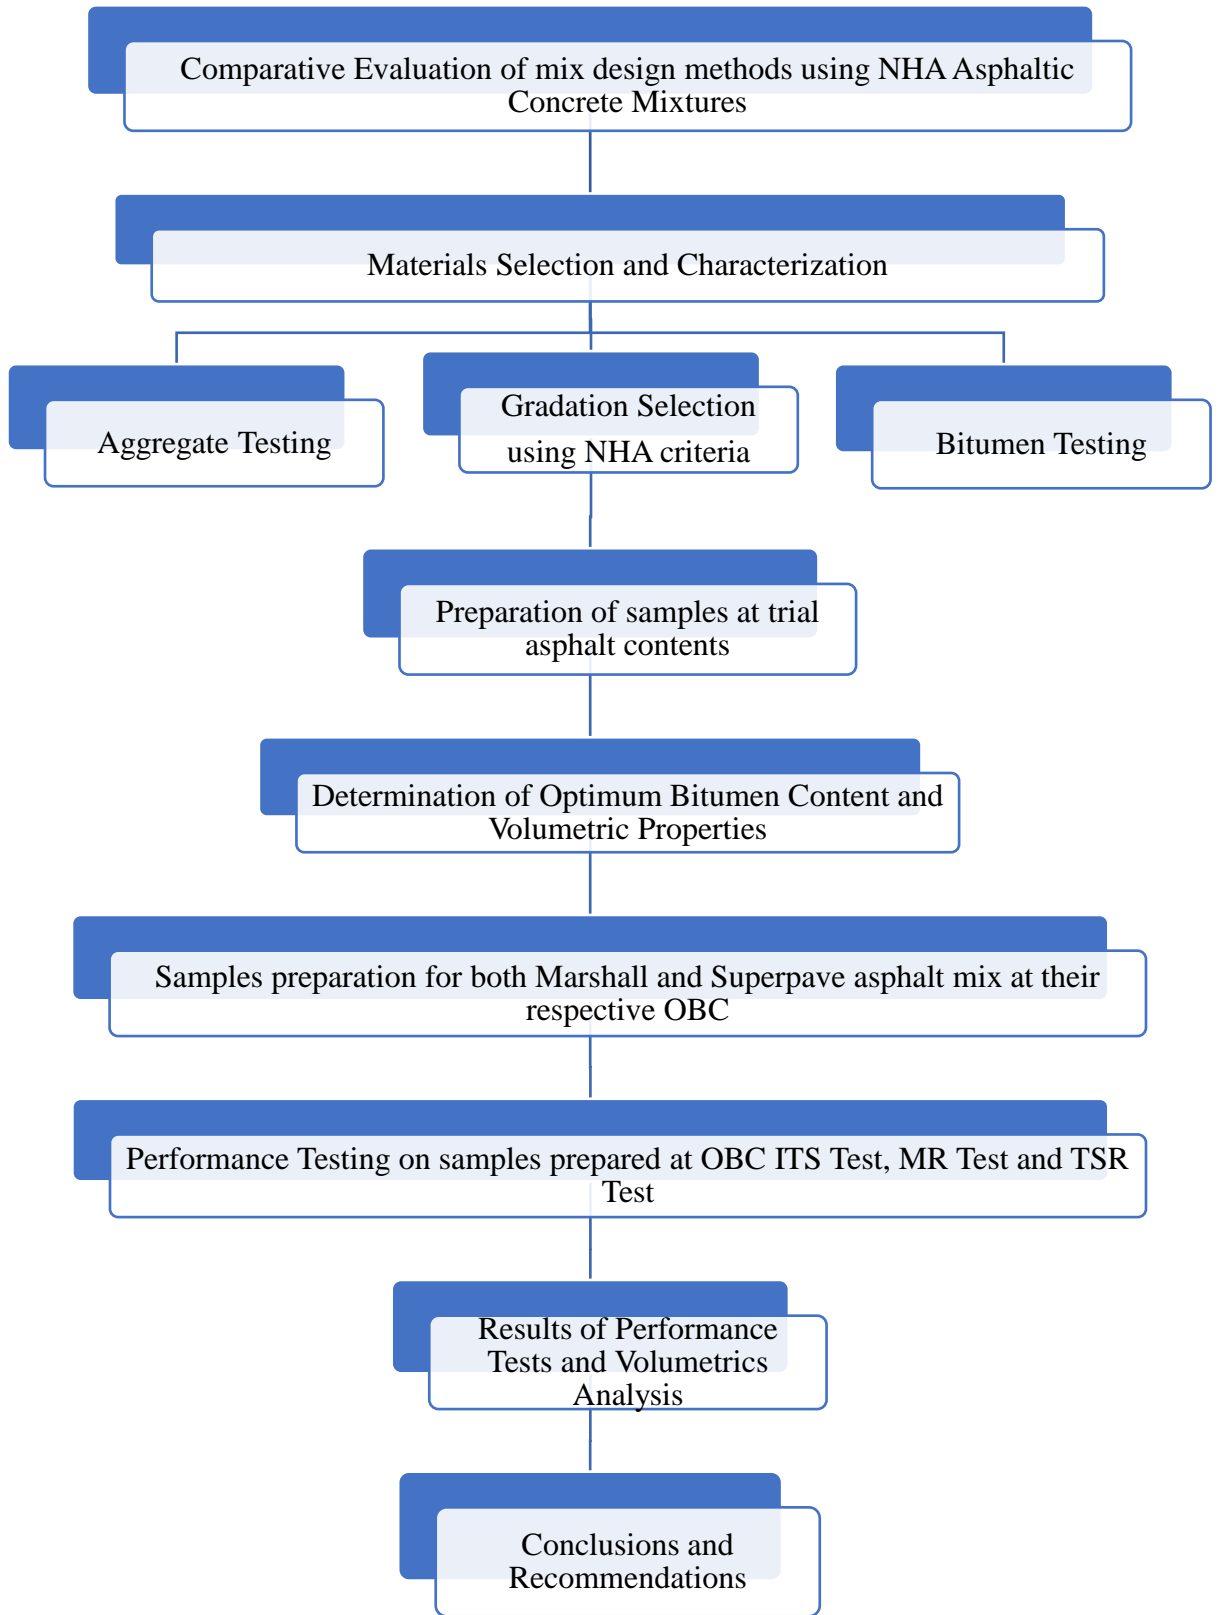 Comparative Evaluation of mix design methods using NHA Asphaltic
Concrete Mixtures
Materials Selection and Characterization
Aggregate Testing
Gradation Selection
using NHA criteria
Bitumen Testing
Preparation of samples at trial
asphalt contents
Determination of Optimum Bitumen Content and
Volumetric Properties
Samples preparation for both Marshall and Superpave asphalt mix at their
respective OBC
Performance Testing on samples prepared at OBC ITS Test, MR Test and TSR
Test
Results of Performance
Tests and Volumetrics
Analysis
Conclusions and
Recommendations